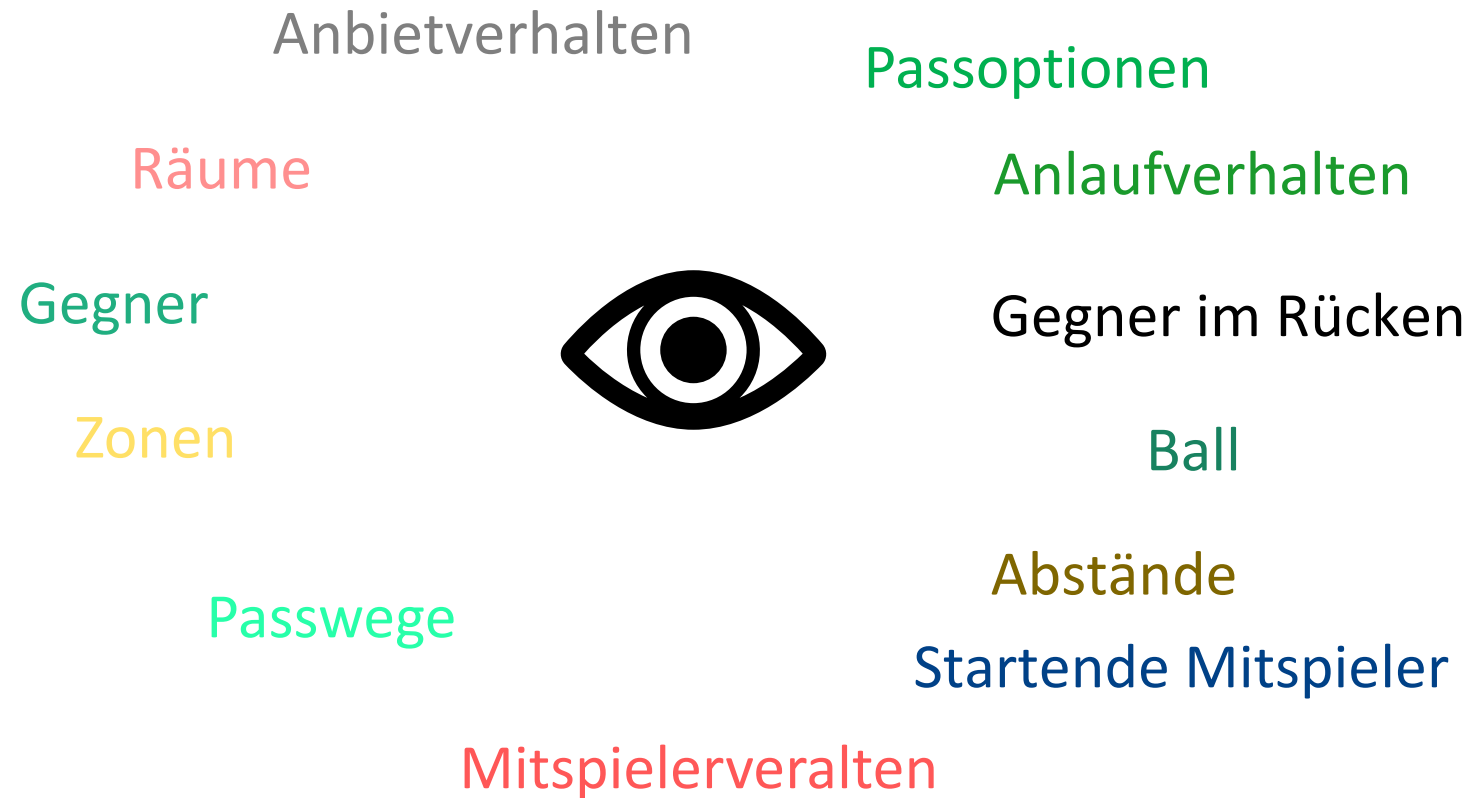 Anbietverhalten
Passoptionen
Räume
Anlaufverhalten
Gegner
Gegner im Rücken
Zonen
Ball
Abstände
Passwege
Startende Mitspieler
Mitspielerveralten